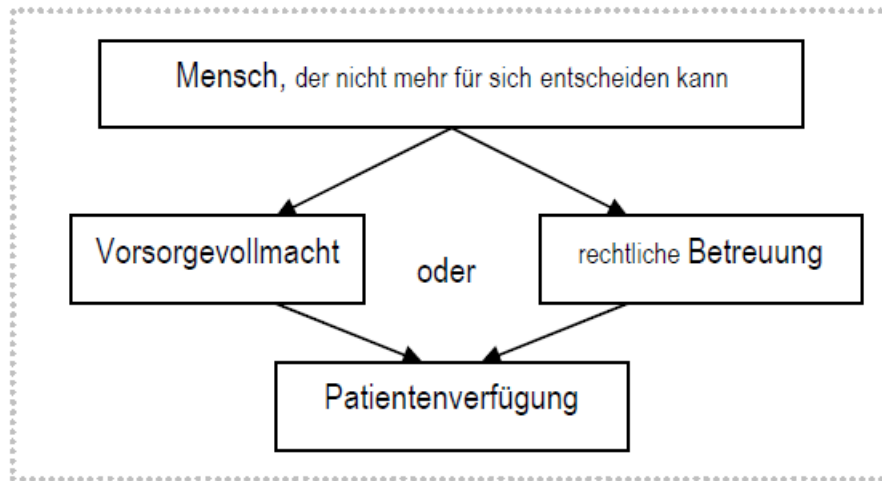 Mensch, der nicht mehr für sich entscheiden kann
Vorsorgevollmacht
oder
rechtliche Betreuung
Patientenverfügung